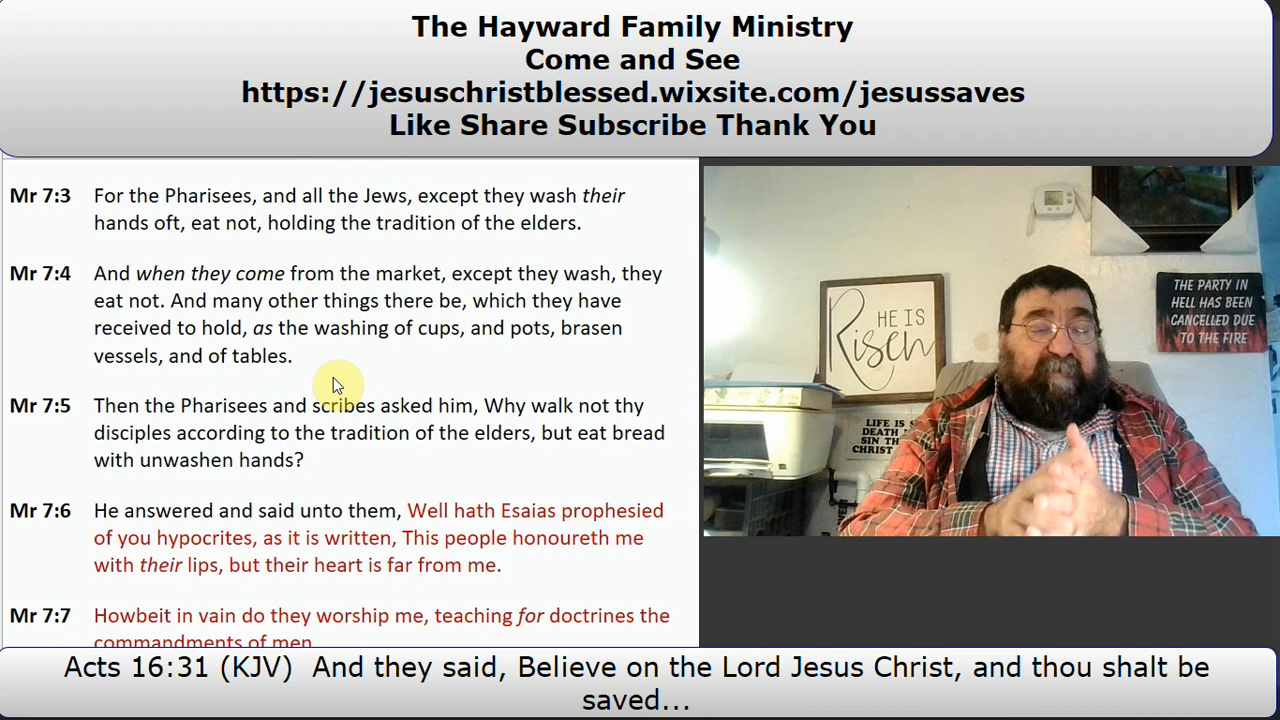 The Hayward Family Ministry
Come and See
https://jesuschristblessed.wixsite.com/jesussaves
Like Share Subscribe Thank You
Mr 7:3 For the Pharisees, and all the Jews, except they wash their
hands oft, eat not, holding the tradition of the elders.
Mr 7:4 And when they come from the market, except they wash, they
eat not. And many other things there be, which they have
received to hold, as the washing of cups, and pots, brasen
vessels, and of tables.
Mr 7:5 Then the Pharisees and scribes asked him, Why walk not thy
disciples according to the tradition of the elders, but eat bread
with unwashen hands?
Mr 7:6 He answered and said unto them, Well hath Esaias prophesied
of you hypocrites, as it is written, This people honoureth me
with their lips, but their heart is far from me.
Mr 7:7 Howbeit in vain do they worship me, teaching for doctrines the
commandments of men
HE IS
Risen
THE PARTY IN
HELL HAS BEEN
CANCELLED DUE
TO THE FIRE
LIFE IS
DEATH
SIN TH
CHRIST
Acts 16:31 (KJV) And they said, Believe on the Lord Jesus Christ, and thou shalt be
saved...